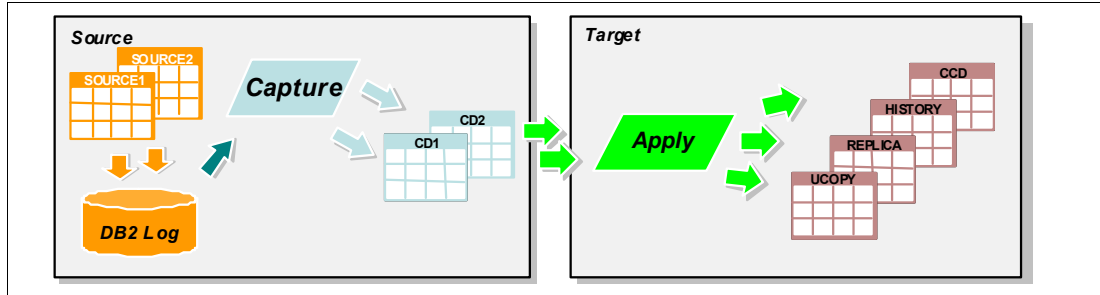 Source
SOURCE2
SOURCE1
Capture
CD2
CD1
DB2 Log
Target
Apply
CCD
HISTORY
REPLICA
UCOPY